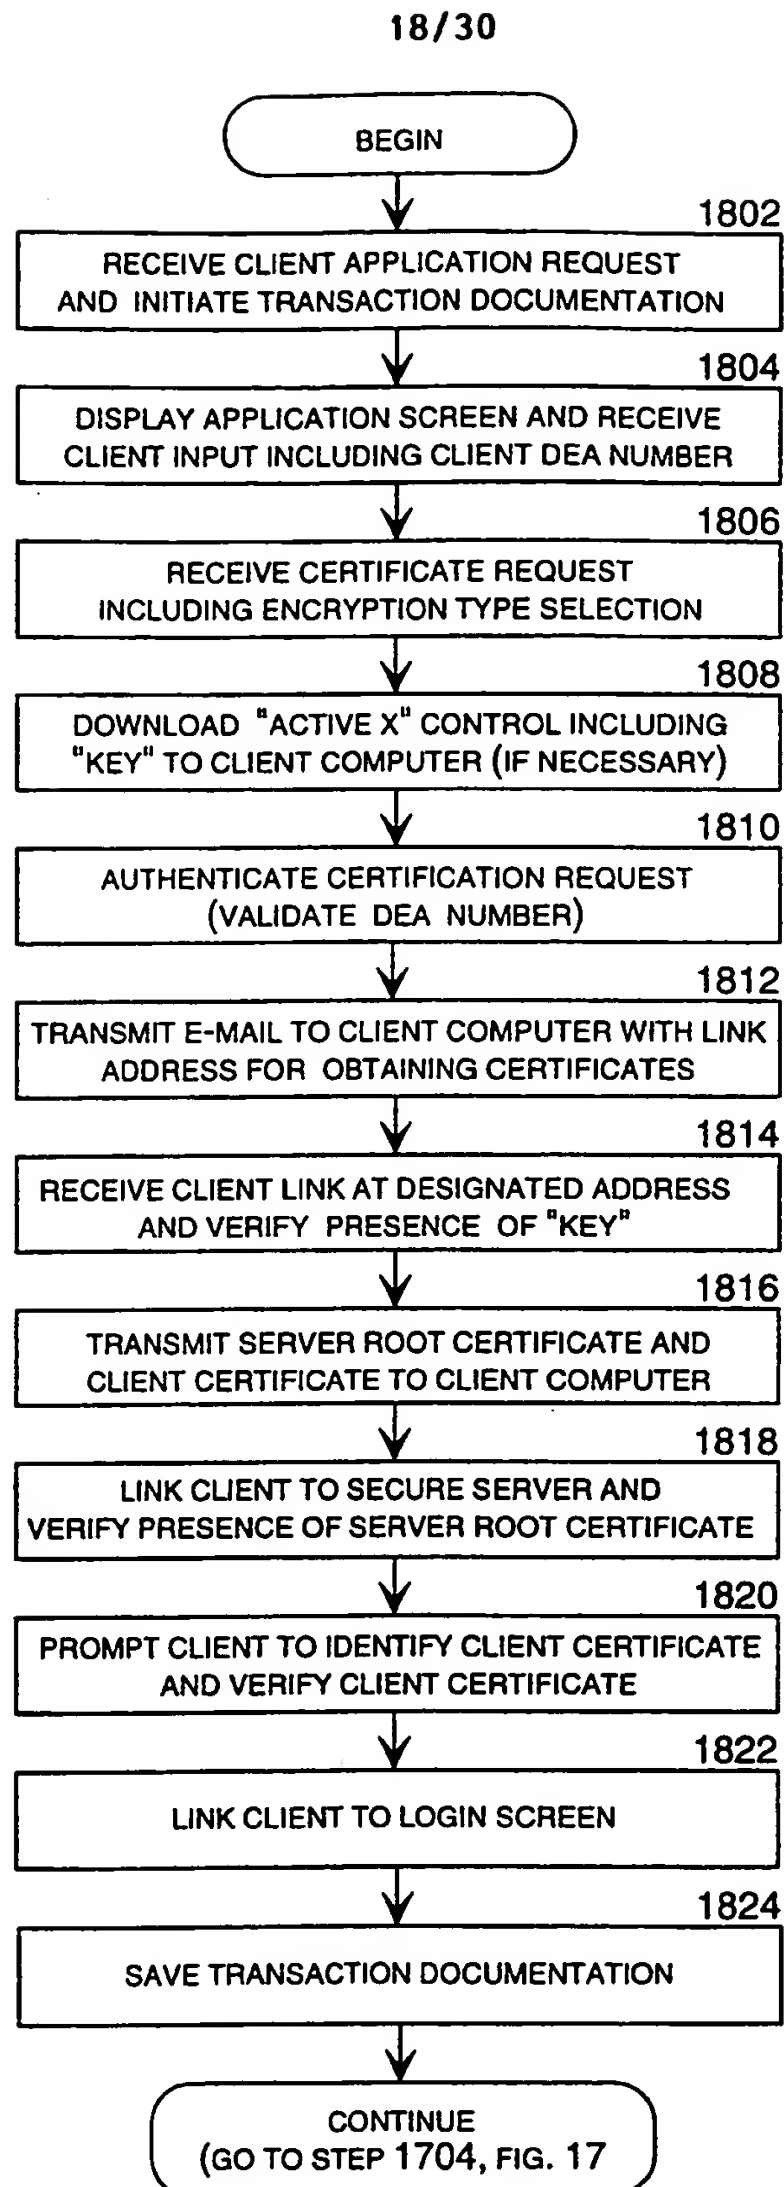 18/30
BEGIN
1802
RECEIVE CLIENT APPLICATION REQUEST
AND INITIATE TRANSACTION DOCUMENTATION
1804
DISPLAY APPLICATION SCREEN AND RECEIVE
CLIENT INPUT INCLUDING CLIENT DEA NUMBER
1806
RECEIVE CERTIFICATE REQUEST
INCLUDING ENCRYPTION TYPE SELECTION
1808
DOWNLOAD "ACTIVE X" CONTROL INCLUDING
"KEY" TO CLIENT COMPUTER (IF NECESSARY)
1810
AUTHENTICATE CERTIFICATION REQUEST
(VALIDATE DEA NUMBER)
1812
TRANSMIT E-MAIL TO CLIENT COMPUTER WITH LINK
ADDRESS FOR OBTAINING CERTIFICATES
1814
RECEIVE CLIENT LINK AT DESIGNATED ADDRESS
AND VERIFY PRESENCE OF "KEY"
1816
TRANSMIT SERVER ROOT CERTIFICATE AND
CLIENT CERTIFICATE TO CLIENT COMPUTER
1818
LINK CLIENT TO SECURE SERVER AND
VERIFY PRESENCE OF SERVER ROOT CERTIFICATE
1820
PROMPT CLIENT TO IDENTIFY CLIENT CERTIFICATE
AND VERIFY CLIENT CERTIFICATE
1822
LINK CLIENT TO LOGIN SCREEN
1824
SAVE TRANSACTION DOCUMENTATION
CONTINUE
(GO TO STEP 1704, FIG. 17